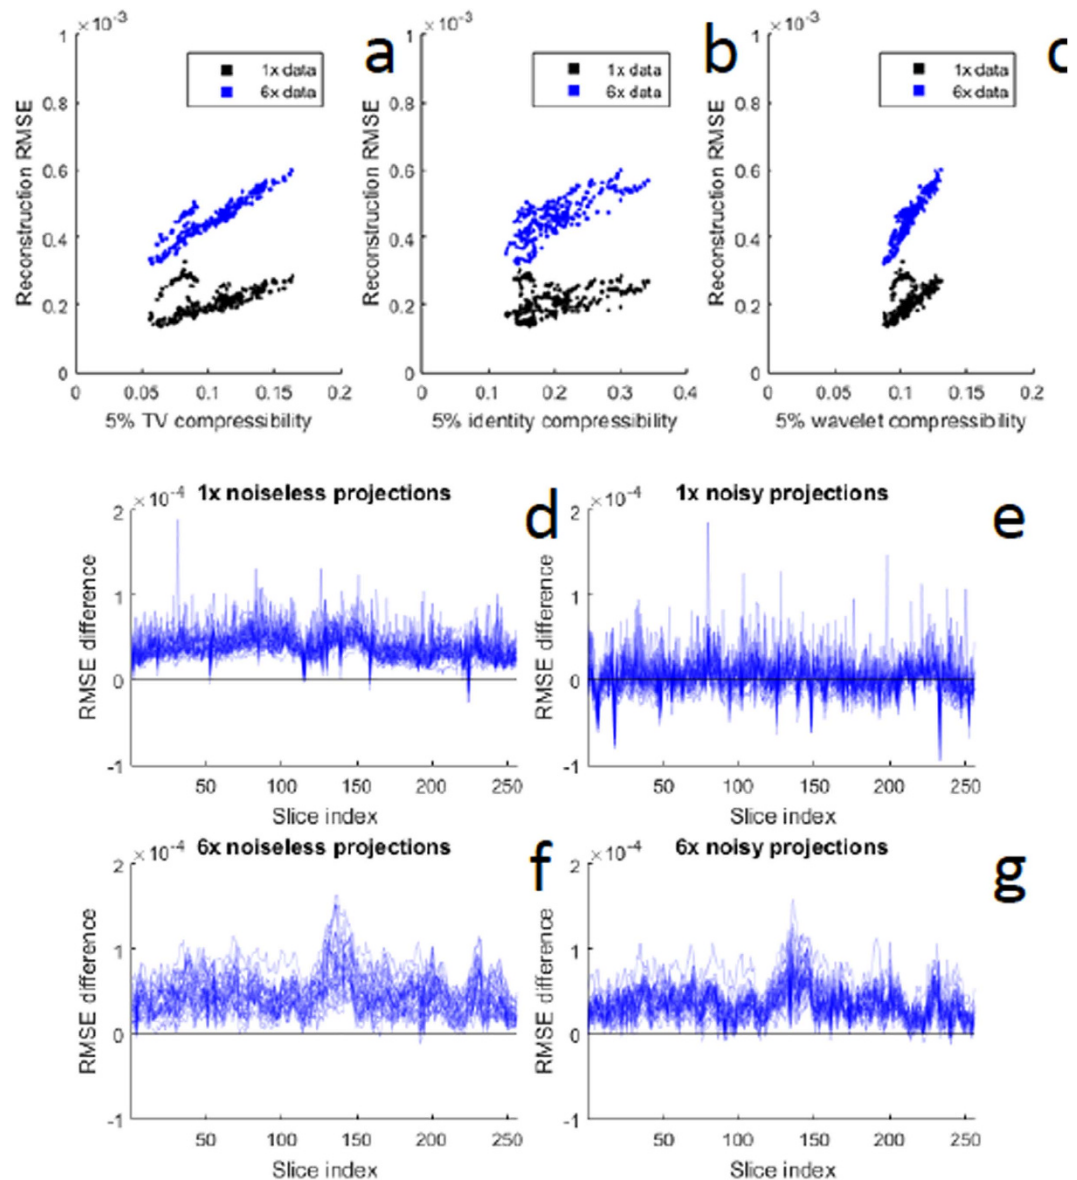 ×10⁻³ ×10⁻³ ×10⁻³
a b c
1 1 1
1x data 1x data 1x data
6x data 6x data 6x data
0.8 0.8 0.8
0.6 0.6 0.6
0.4 0.4 0.4
0.2 0.2 0.2
0 0 0
Reconstruction RMSE Reconstruction RMSE Reconstruction RMSE
0 0.05 0.1 0.15 0.2 0 0.1 0.2 0.3 0.4 0 0.05 0.1 0.15 0.2
5% TV compressibility 5% identity compressibility 5% wavelet compressibility
×10⁻⁴ 1x noiseless projections d ×10⁻⁴ 1x noisy projections e
2 2
1 1
0 0
-1 -1
RMSE difference RMSE difference
50 100 150 200 250 50 100 150 200 250
Slice index Slice index
×10⁻⁴ 6x noiseless projections f ×10⁻⁴ 6x noisy projections g
2 2
1 1
0 0
-1 -1
RMSE difference RMSE difference
50 100 150 200 250 50 100 150 200 250
Slice index Slice index